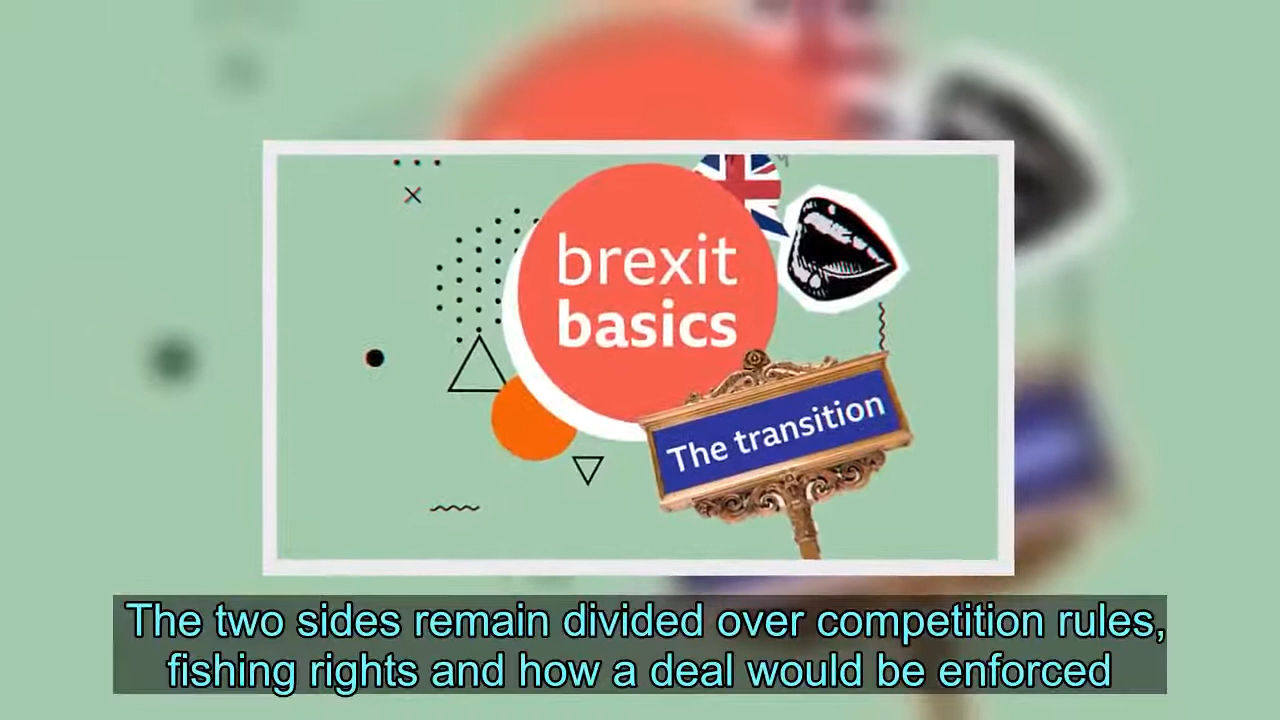 brexit
basics
The transition
The two sides remain divided over competition rules,
fishing rights and how a deal would be enforced